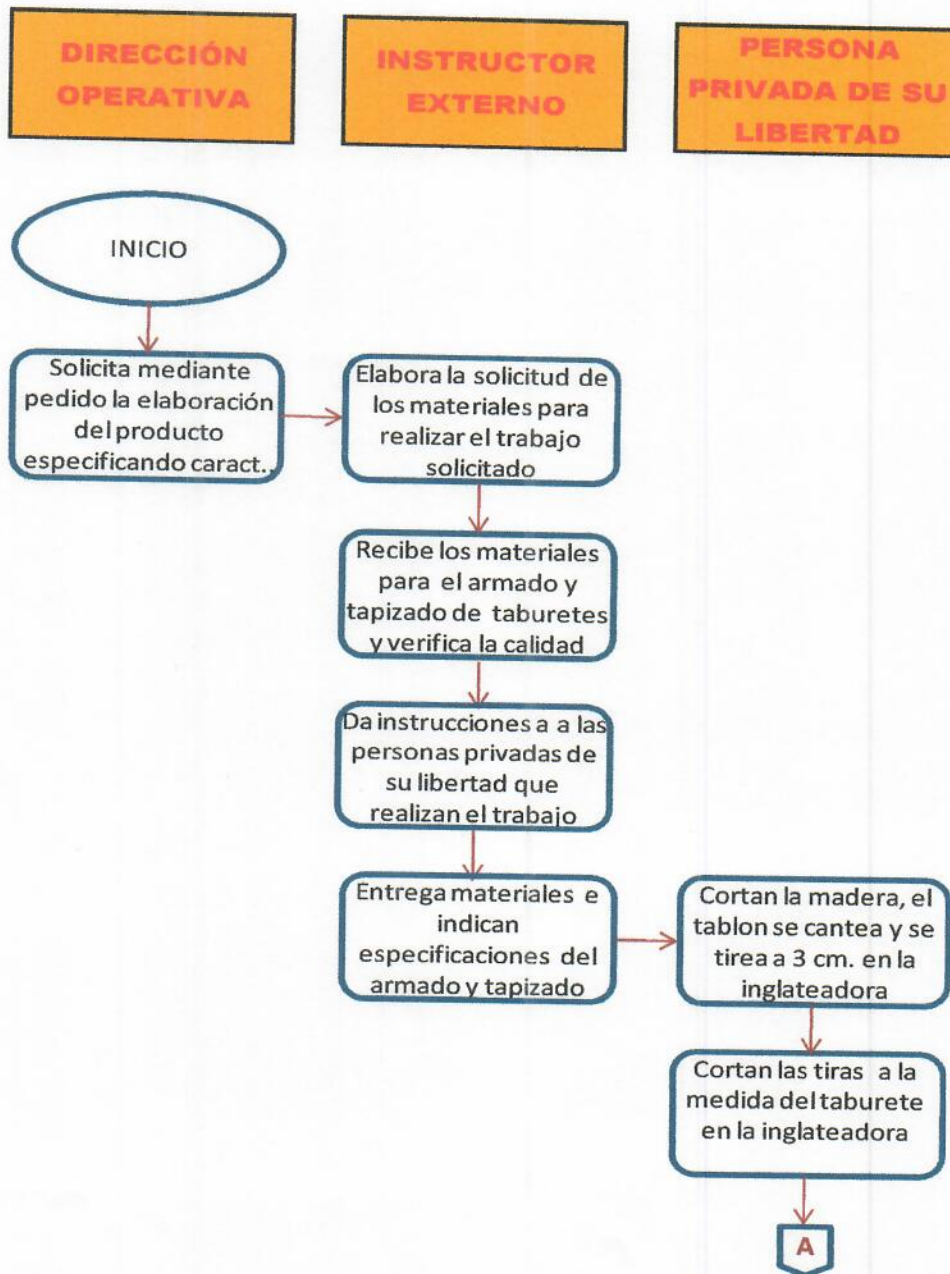 DIRECCIÓN
OPERATIVA
INSTRUCTOR
EXTERNO
PERSONA
PRIVADA DE SU
LIBERTAD
INICIO
Solicita mediante
pedido la elaboración
del producto
especificando caract..
Elabora la solicitud de
los materiales para
realizar el trabajo
solicitado
Recibe los materiales
para el armado y
tapizado de taburetes
y verifica la calidad
Da instrucciones a a las
personas privadas de
su libertad que
realizan el trabajo
Entrega materiales e
indican
especificaciones del
armado y tapizado
Cortan la madera, el
tablon se cantea y se
tirea a 3 cm. en la
inglateadora
Cortan las tiras a la
medida del taburete
en la inglateadora
A